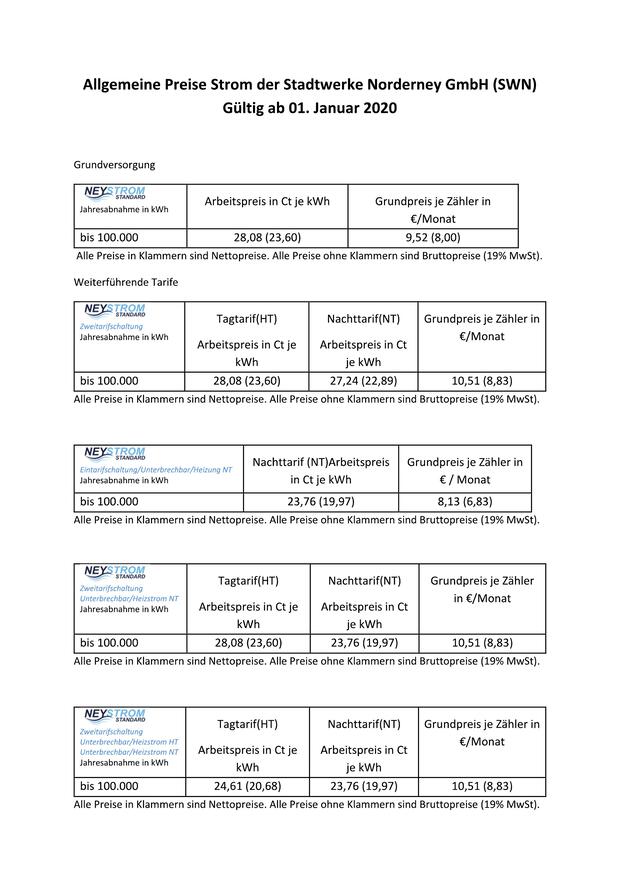 Allgemeine Preise Strom der Stadtwerke Norderney GmbH (SWN)
Gültig ab 01. Januar 2020
Grundversorgung
NEYSTROM
STANDARD
Jahresabnahme in kWh
Arbeitspreis in Ct je kWh
Grundpreis je Zähler in
€/Monat
bis 100.000
28,08 (23,60)
9,52 (8,00)
Alle Preise in Klammern sind Nettopreise. Alle Preise ohne Klammern sind Bruttopreise (19% MwSt).
Weiterführende Tarife
NEYSTROM
STANDARD
Zweitarifschaltung
Jahresabnahme in kWh
Tagtarif(HT)
Arbeitspreis in Ct je
kWh
Nachttarif(NT)
Arbeitspreis in Ct
je kWh
Grundpreis je Zähler in
€/Monat
bis 100.000
28,08 (23,60)
27,24 (22,89)
10,51 (8,83)
Alle Preise in Klammern sind Nettopreise. Alle Preise ohne Klammern sind Bruttopreise (19% MwSt).
NEYSTROM
STANDARD
Eintarifschaltung/Unterbrechbar/Heizung NT
Jahresabnahme in kWh
Nachttarif (NT)Arbeitspreis
in Ct je kWh
Grundpreis je Zähler in
€ / Monat
bis 100.000
23,76 (19,97)
8,13 (6,83)
Alle Preise in Klammern sind Nettopreise. Alle Preise ohne Klammern sind Bruttopreise (19% MwSt).
NEYSTROM
STANDARD
Zweitarifschaltung
Unterbrechbar/Heizstrom NT
Jahresabnahme in kWh
Tagtarif(HT)
Arbeitspreis in Ct je
kWh
Nachttarif(NT)
Arbeitspreis in Ct
je kWh
Grundpreis je Zähler
in €/Monat
bis 100.000
28,08 (23,60)
23,76 (19,97)
10,51 (8,83)
Alle Preise in Klammern sind Nettopreise. Alle Preise ohne Klammern sind Bruttopreise (19% MwSt).
NEYSTROM
STANDARD
Zweitarifschaltung
Unterbrechbar/Heizstrom HT
Unterbrechbar/Heizstrom NT
Jahresabnahme in kWh
Tagtarif(HT)
Arbeitspreis in Ct je
kWh
Nachttarif(NT)
Arbeitspreis in Ct
je kWh
Grundpreis je Zähler in
€/Monat
bis 100.000
24,61 (20,68)
23,76 (19,97)
10,51 (8,83)
Alle Preise in Klammern sind Nettopreise. Alle Preise ohne Klammern sind Bruttopreise (19% MwSt).